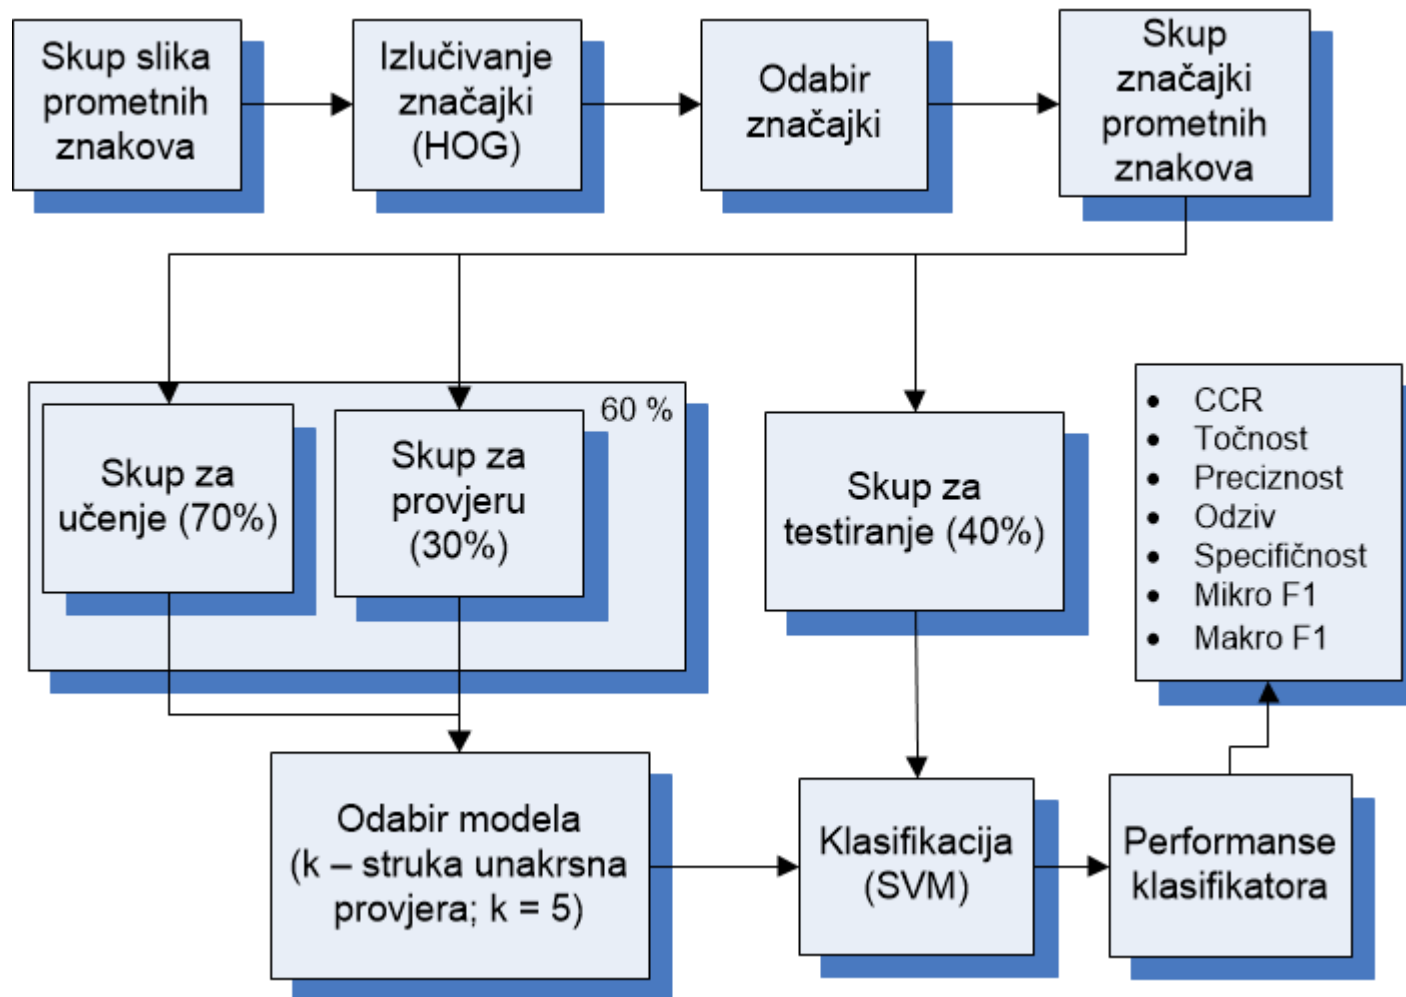 Skup slika
prometnih
znakova
Izlučivanje
značajki
(HOG)
Odabir
značajki
Skup
značajki
prometnih
znakova
60 %
Skup za
učenje (70%)
Skup za
provjeru
(30%)
Skup za
testiranje (40%)
• CCR
• Točnost
• Preciznost
• Odziv
• Specifičnost
• Mikro F1
• Makro F1
Odabir modela
(k – struka unakrsna
provjera; k = 5)
Klasifikacija
(SVM)
Performanse
klasifikatora